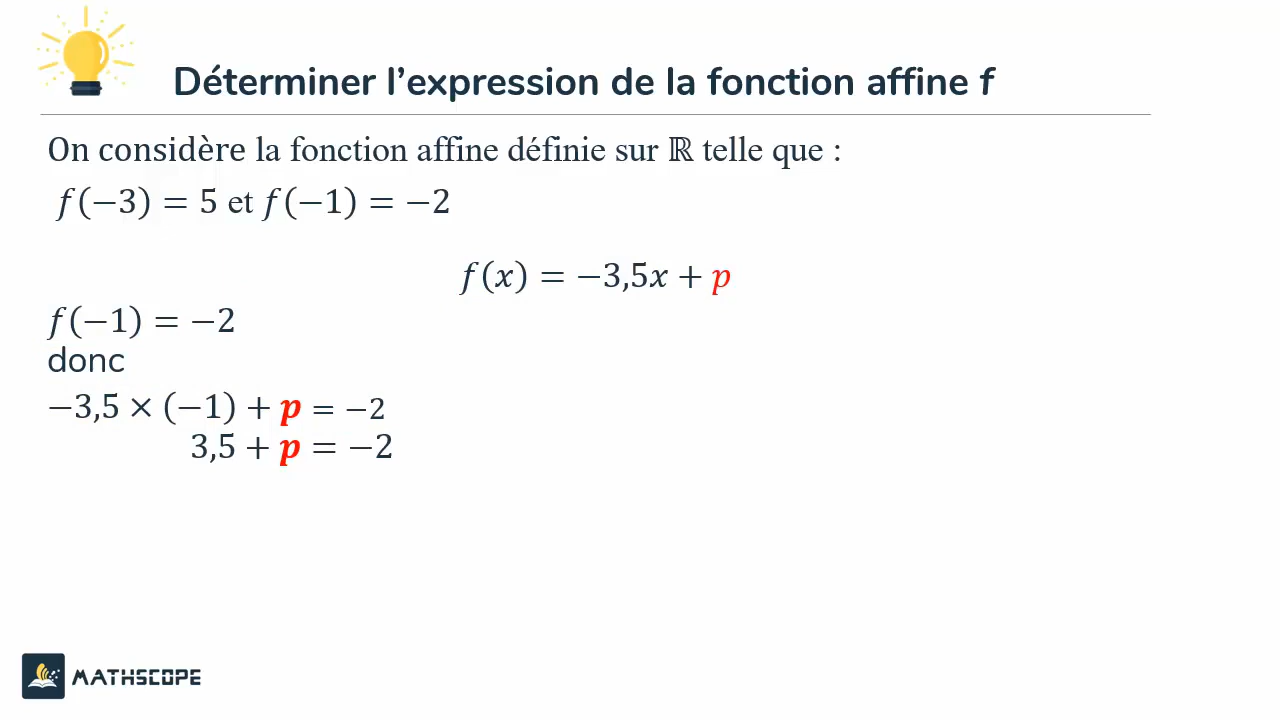 Déterminer l’expression de la fonction affine f
On considère la fonction affine définie sur ℝ telle que :
f(−3) = 5 et f(−1) = −2
f(x) = −3,5x + p
f(−1) = −2
donc
−3,5 × (−1) + p = −2
3,5 + p = −2
MATHSCOPE